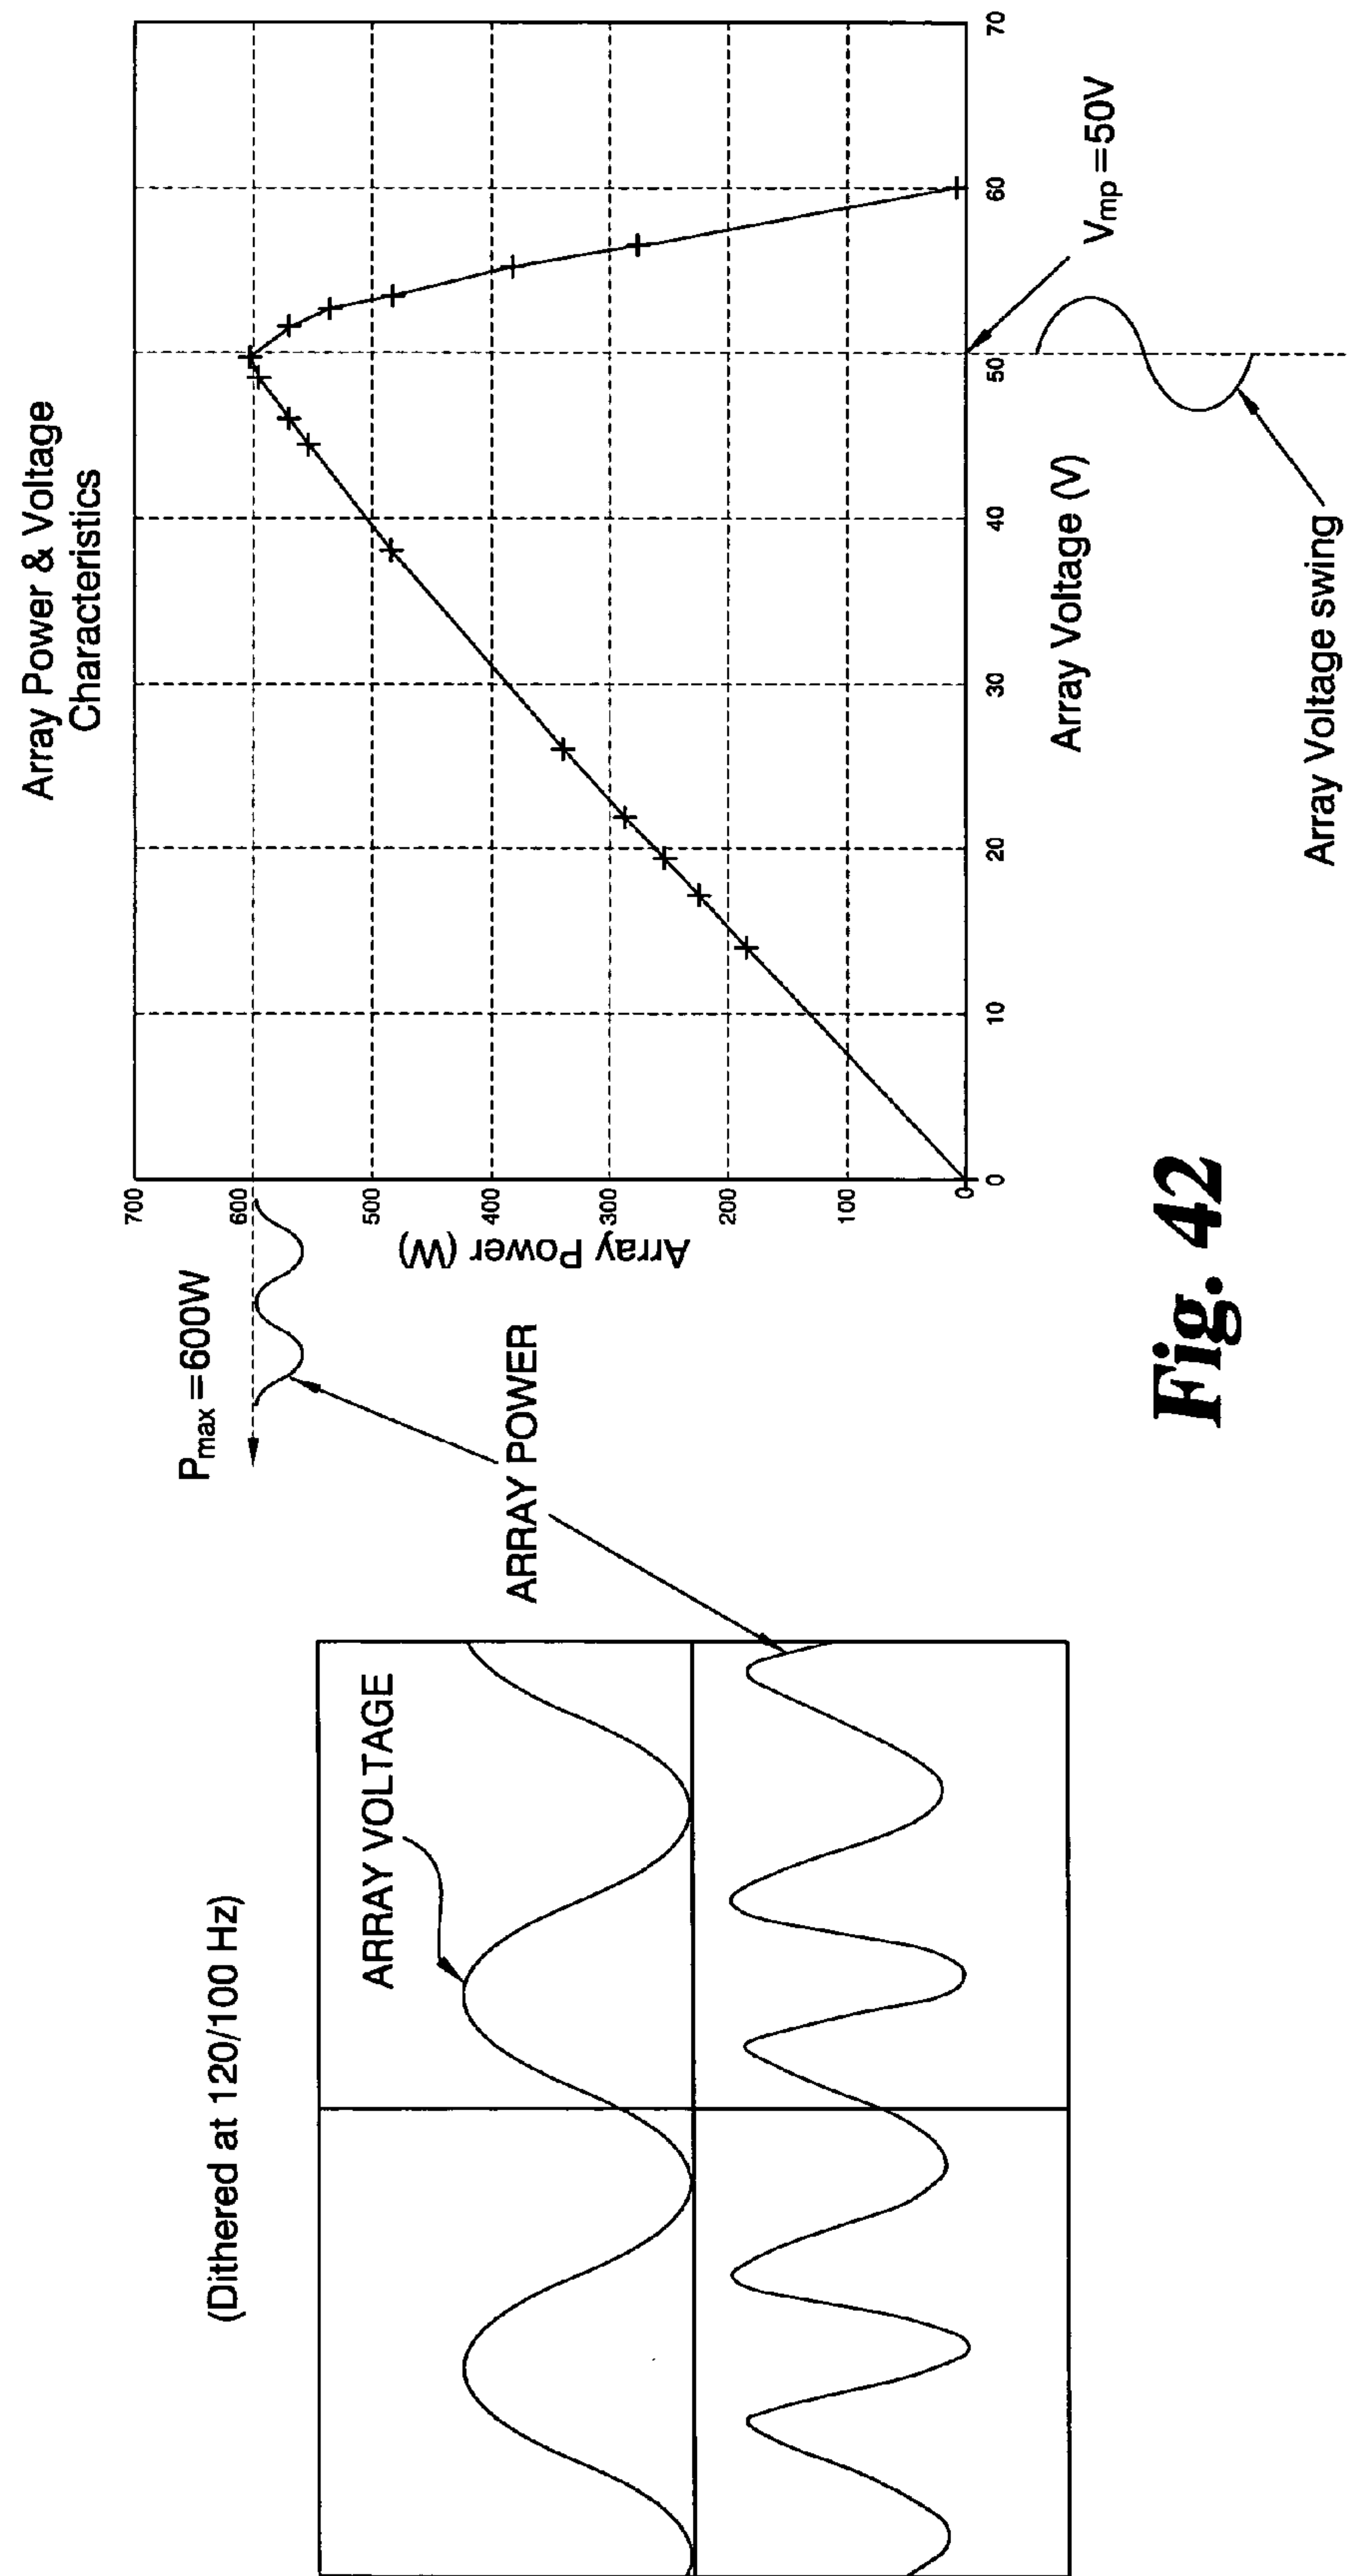 Array Power & Voltage
Characteristics
(Dithered at 120/100 Hz)
ARRAY VOLTAGE
ARRAY POWER
Pmax = 600W
Array Power (W)
700
600
500
400
300
200
100
0
0 10 20 30 40 50 60 70
Array Voltage (V)
Vmp = 50V
Array Voltage swing
Fig. 42